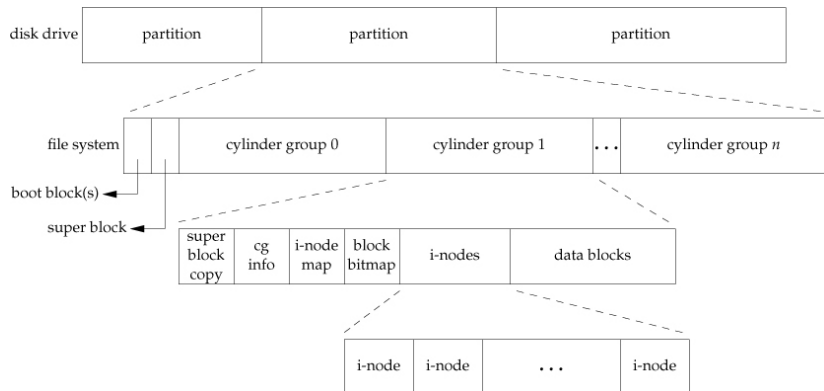 disk drive partition partition partition
file system cylinder group 0 cylinder group 1 ... cylinder group n
boot block(s)
super block
super block copy
cg info
i-node map
block bitmap
i-nodes
data blocks
i-node i-node ... i-node